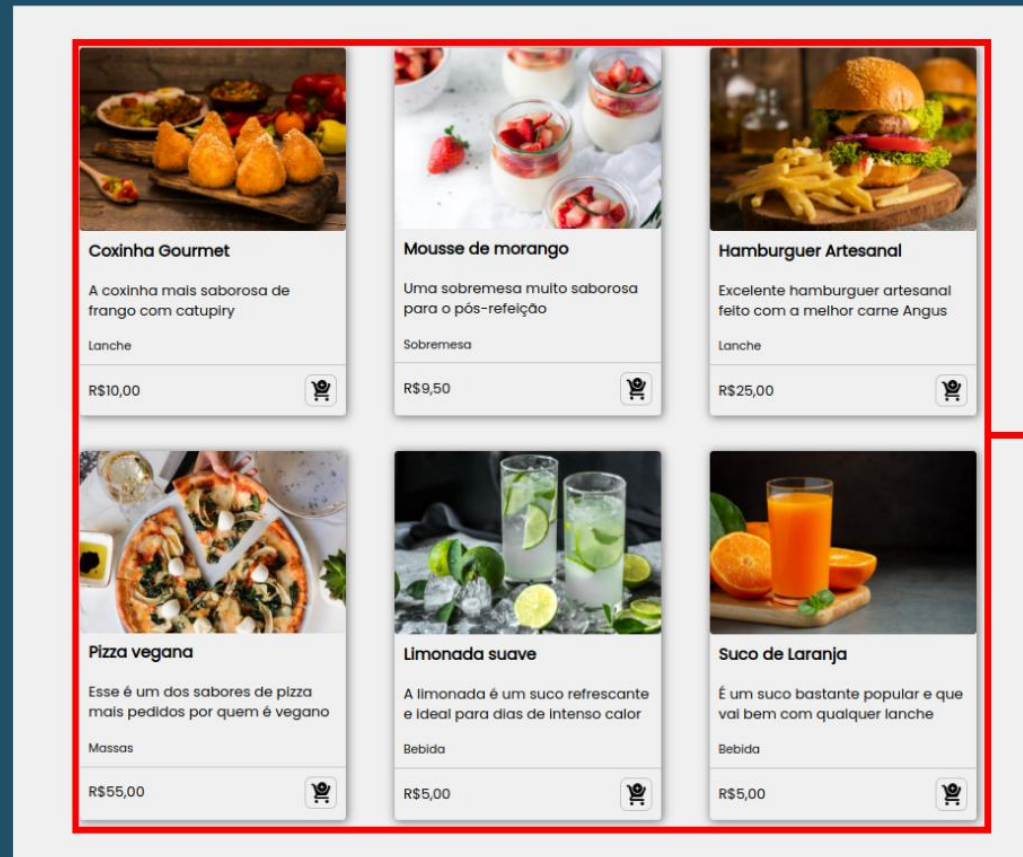 Coxinha Gourmet
A coxinha mais saborosa de
frango com catupiry
Lanche
R$10,00
Mousse de morango
Uma sobremesa muito saborosa
para o pós-refeição
Sobremesa
R$9,50
Hamburguer Artesanal
Excelente hamburguer artesanal
feito com a melhor carne Angus
Lanche
R$25,00
Pizza vegana
Esse é um dos sabores de pizza
mais pedidos por quem é vegano
Massas
R$55,00
Limonada suave
A limonada é um suco refrescante
e ideal para dias de intenso calor
Bebida
R$5,00
Suco de Laranja
É um suco bastante popular e que
vai bem com qualquer lanche
Bebida
R$5,00